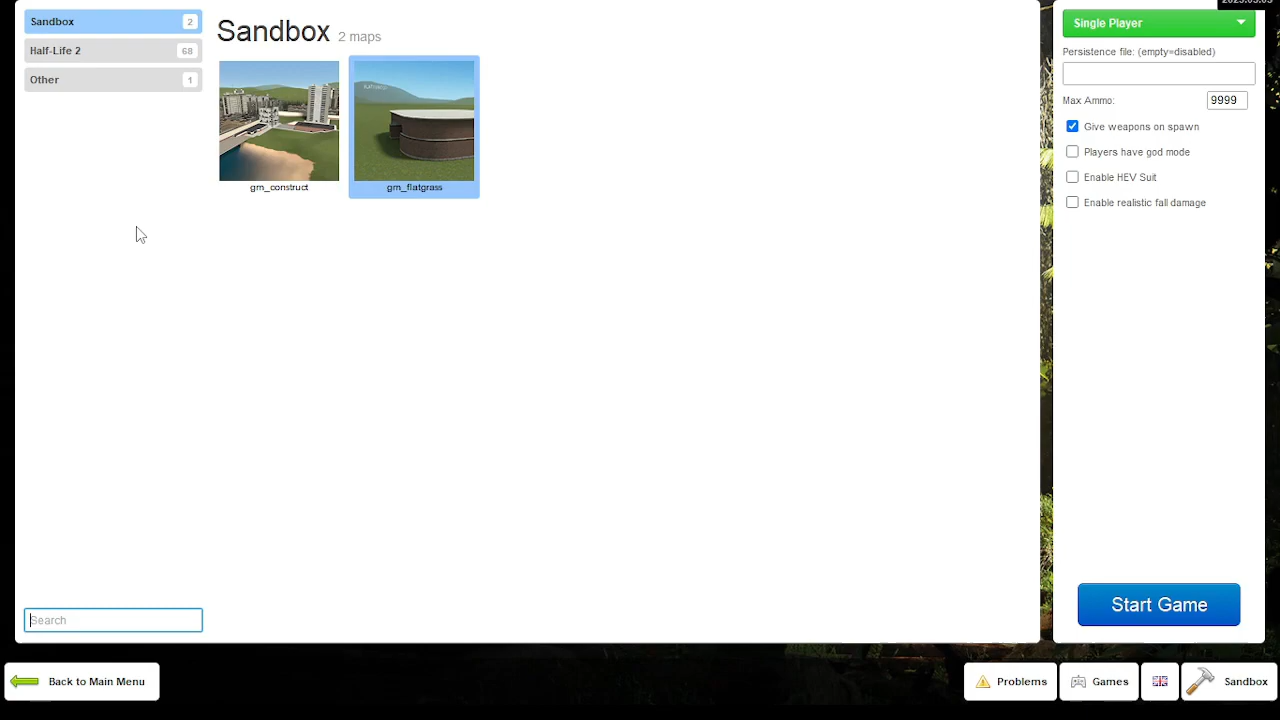 Sandbox 2
Half-Life 2 68
Other 1
Search
Sandbox 2 maps
gm_construct
gm_flatgrass
Single Player
Persistence file: (empty=disabled)
Max Ammo: 9999
Give weapons on spawn
Players have god mode
Enable HEV Suit
Enable realistic fall damage
Start Game
Back to Main Menu
Problems
Games
Sandbox